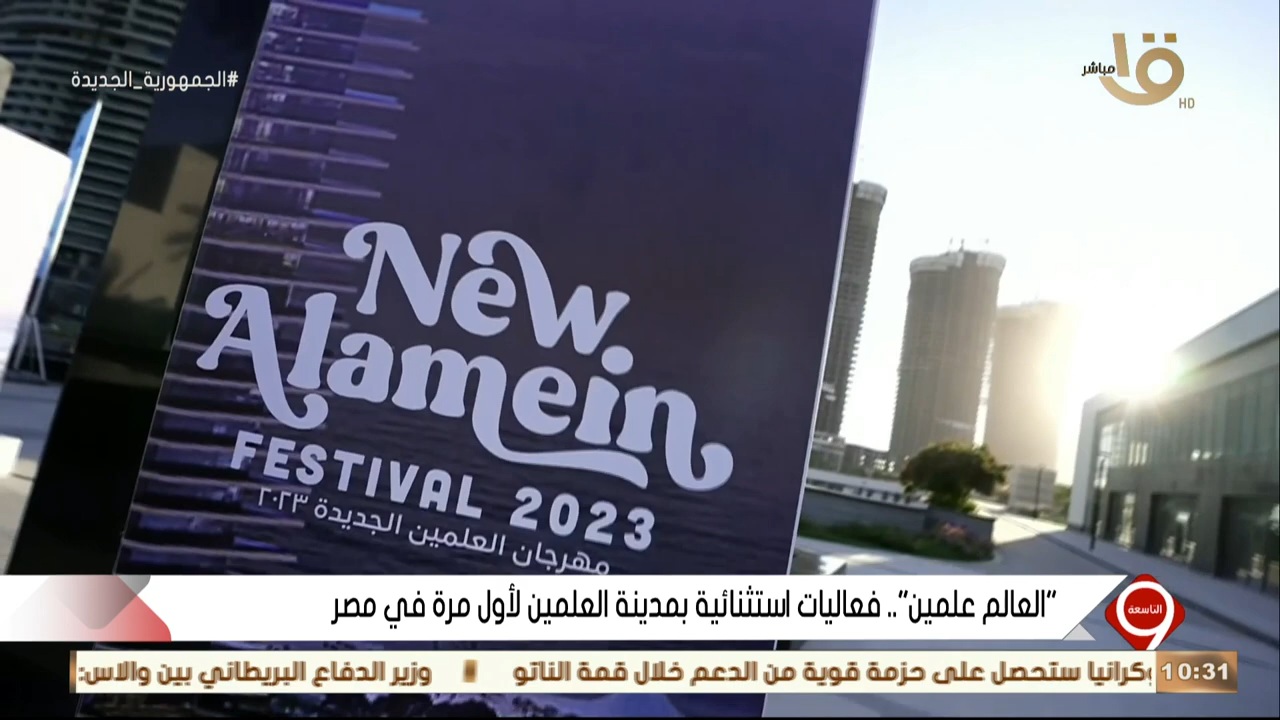 #الجمهورية_الجديدة
مباشر
HD
New
Alamein
FESTIVAL 2023
مهرجان العلمين الجديدة ٢٠٢٣
"العالم علمين".. فعاليات استثنائية بمدينة العلمين لأول مرة في مصر
التاسعة
9
وكرانيا ستحصل على حزمة قوية من الدعم خلال قمة الناتو
وزير الدفاع البريطاني بين والاس:
10:31